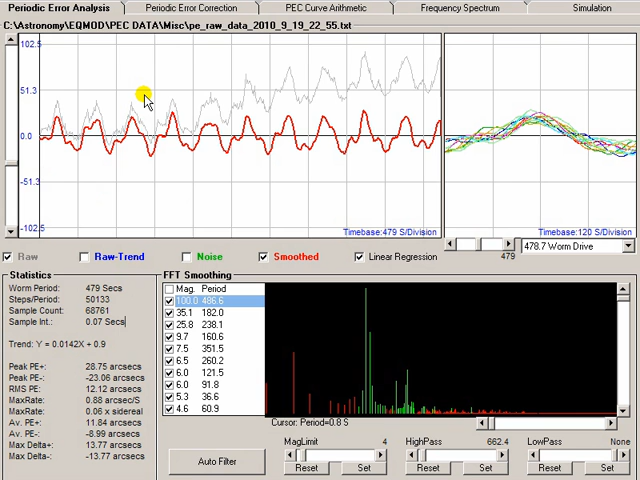 Periodic Error Analysis Periodic Error Correction PEC Curve Arithmetic Frequency Spectrum Simulation
C:\Astronomy\EQMOD\PEC DATA\Misc\pe_raw_data_2010_9_19_22_55.txt
102.5
51.3
0.0
-51.3
-102.5
Timebase:479 S/Division
Timebase:120 S/Division
479
478.7 Worm Drive
Raw Raw-Trend Noise Smoothed Linear Regression
Statistics
Worm Period: 479 Secs
Steps/Period: 50133
Sample Count: 68761
Sample Int.: 0.07 Secs
Trend: Y = 0.0142X + 0.9
Peak PE+: 28.75 arcsecs
Peak PE-: -23.06 arcsecs
RMS PE: 12.12 arcsecs
MaxRate: 0.88 arcsec/S
MaxRate: 0.06 x sidereal
Av. PE+: 11.84 arcsecs
Av. PE-: -8.99 arcsecs
Max Delta+: 13.77 arcsecs
Max Delta-: -13.77 arcsecs
FFT Smoothing
Mag. Period
100.0 486.6
35.1 182.0
25.8 238.1
9.7 160.6
7.5 351.5
6.5 260.2
6.0 121.5
6.0 91.8
5.3 36.6
4.6 60.9
Cursor: Period=0.8 S
Auto Filter
MagLimit 4
Reset Set
HighPass 662.4
Reset Set
LowPass None
Reset Set